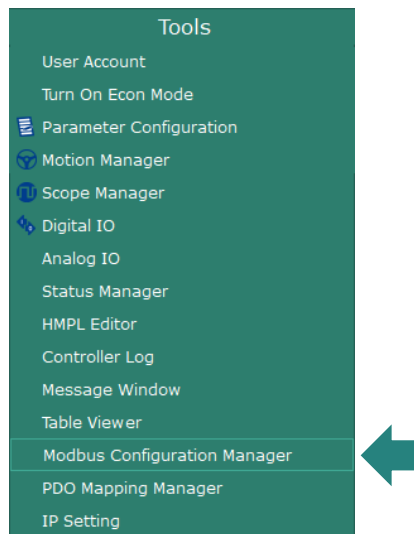 Tools
User Account
Turn On Econ Mode
Parameter Configuration
Motion Manager
Scope Manager
Digital IO
Analog IO
Status Manager
HMPL Editor
Controller Log
Message Window
Table Viewer
Modbus Configuration Manager
PDO Mapping Manager
IP Setting